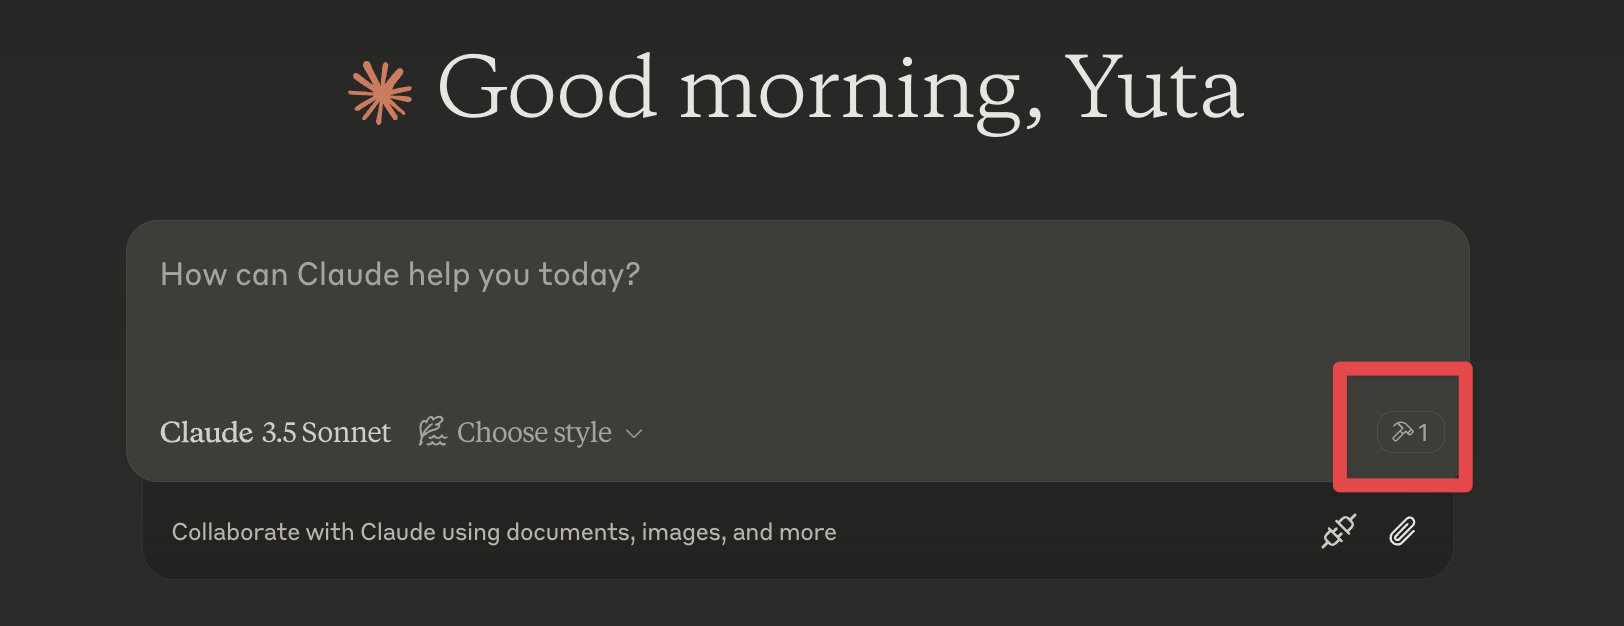 Good morning, Yuta
How can Claude help you today?
Claude 3.5 Sonnet Choose style 1
Collaborate with Claude using documents, images, and more